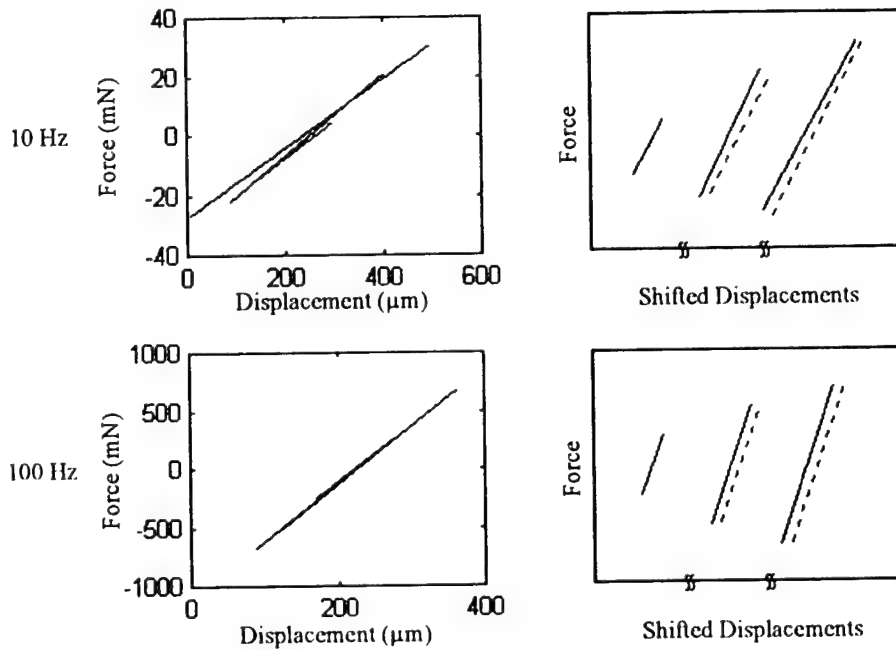 10 Hz
Force (mN)
40
20
0
-20
-40
0
200
400
600
Displacement (µm)
Force
Shifted Displacements
100 Hz
Force (mN)
1000
500
0
-500
-1000
0
200
400
Displacement (µm)
Force
Shifted Displacements